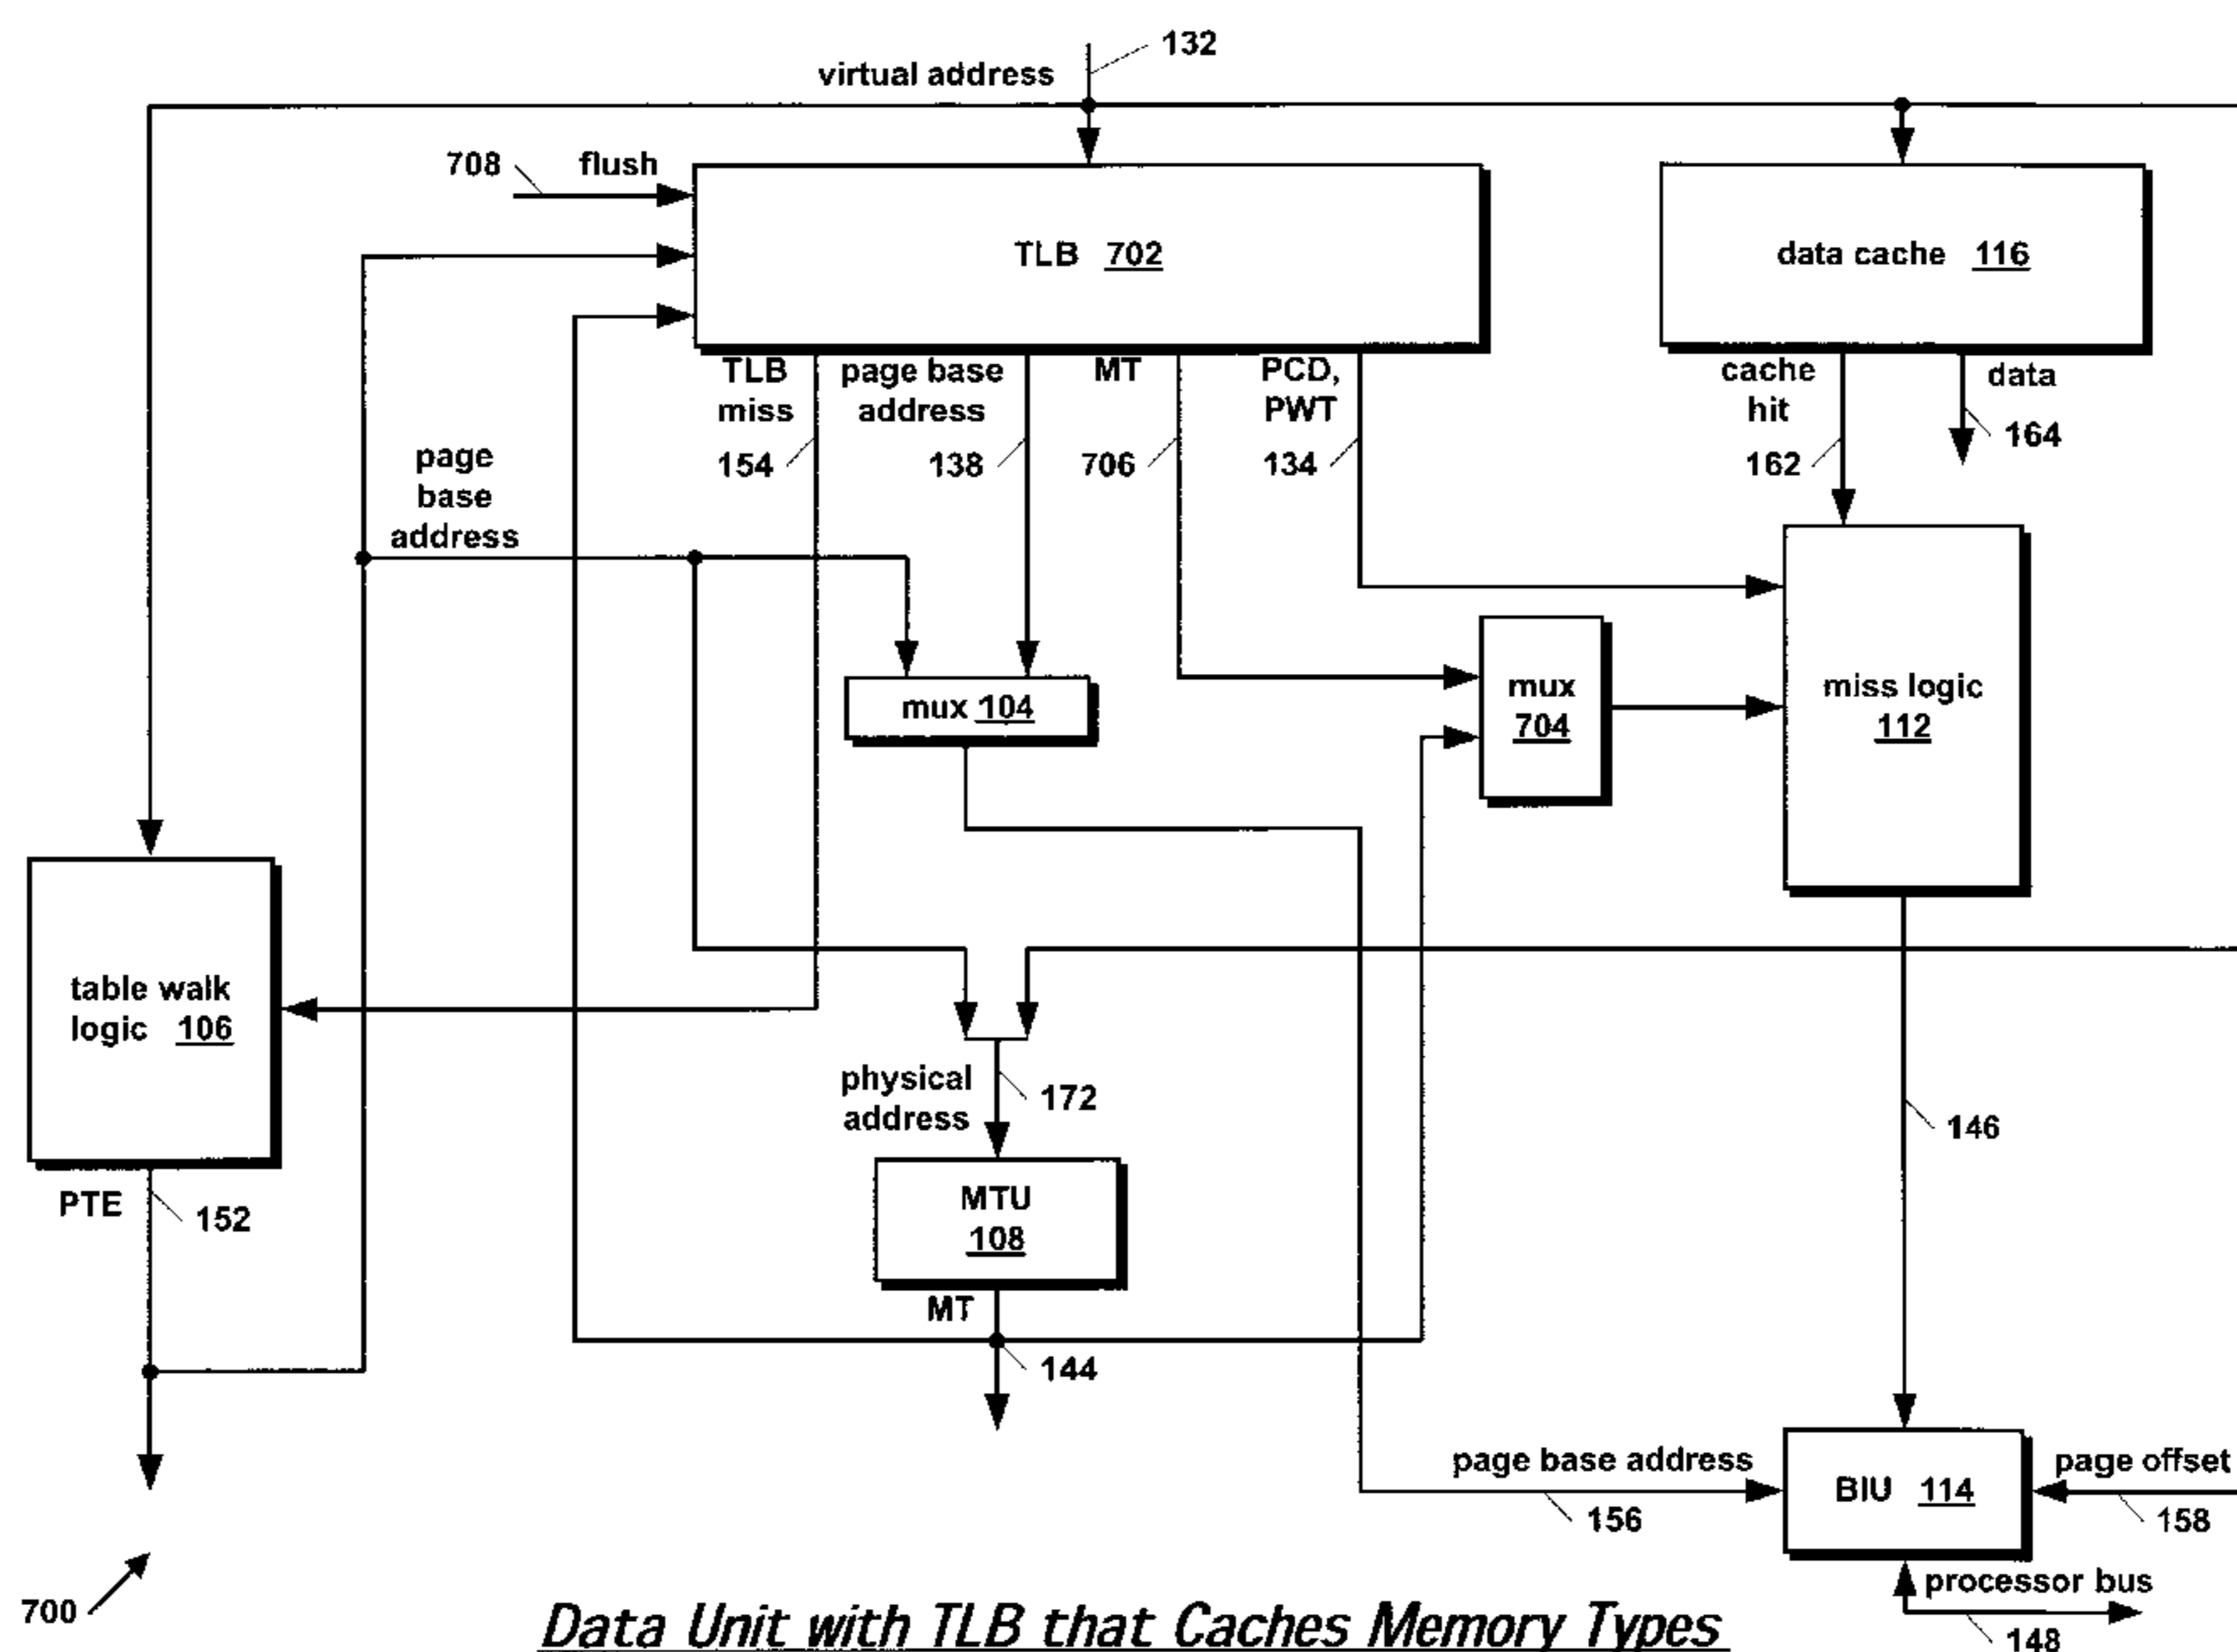 132
virtual address
708 flush
TLB 702
data cache 116
TLB miss
page base address
MT
PCD, PWT
cache hit
data
154
138
706
134
162
164
page base address
mux 104
mux 704
miss logic 112
table walk logic 106
physical address
172
146
PTE
152
MTU 108
MT
144
page base address
156
BIU 114
page offset
158
processor bus
148
700
Data Unit with TLB that Caches Memory Types